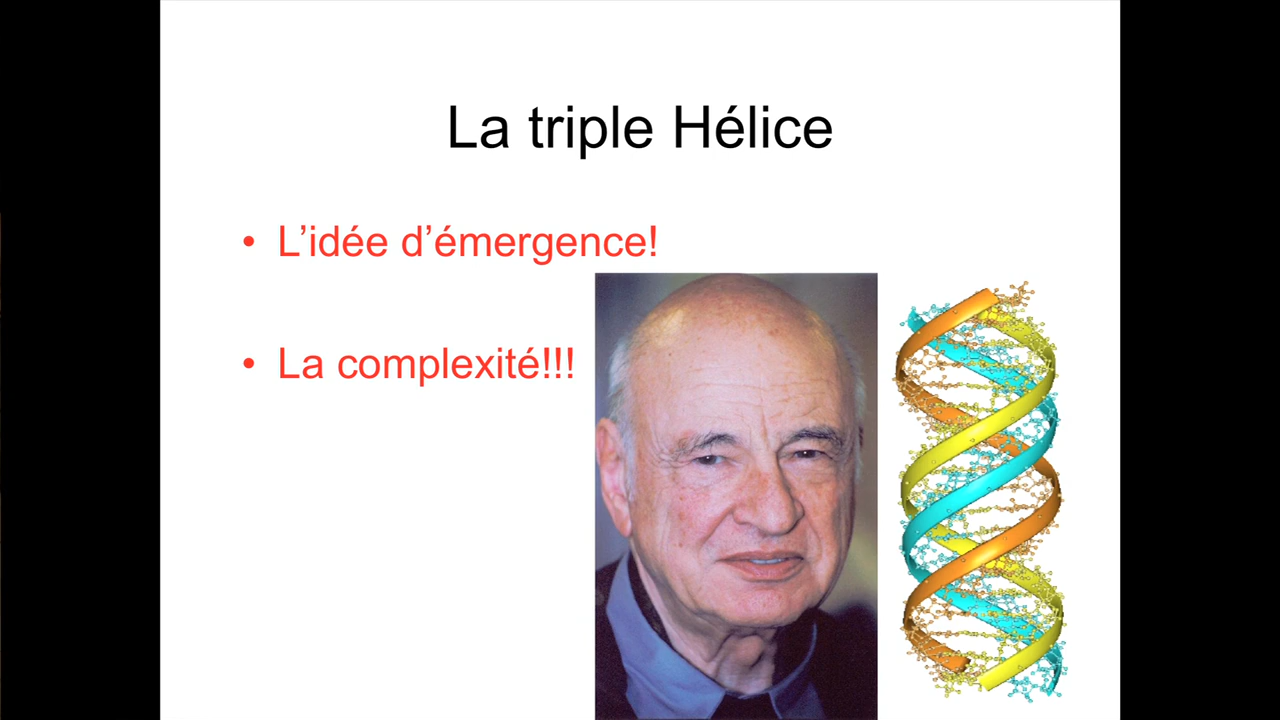 La triple Hélice
• L’idée d’émergence!
• La complexité!!!